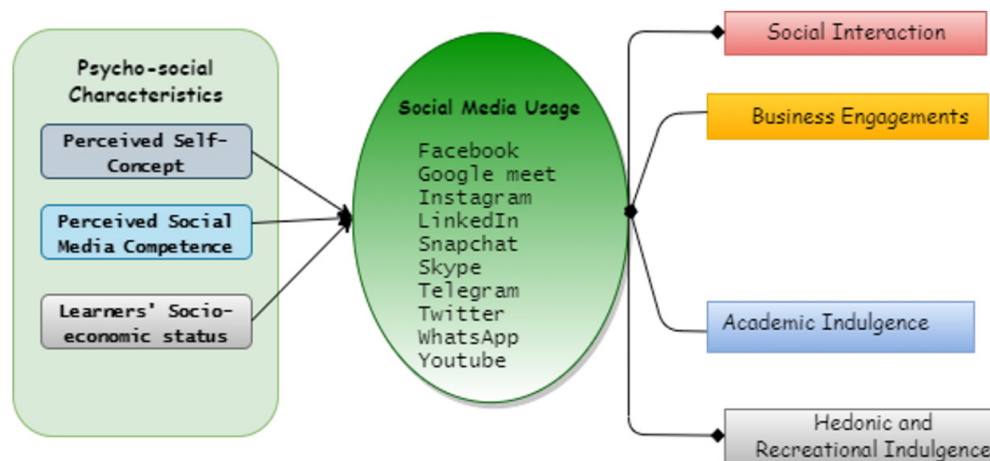 Psycho-social
Characteristics
Perceived Self-
Concept
Perceived Social
Media Competence
Learners' Socio-
economic status
Social Media Usage
Facebook
Google meet
Instagram
LinkedIn
Snapchat
Skype
Telegram
Twitter
WhatsApp
Youtube
Social Interaction
Business Engagements
Academic Indulgence
Hedonic and
Recreational Indulgence